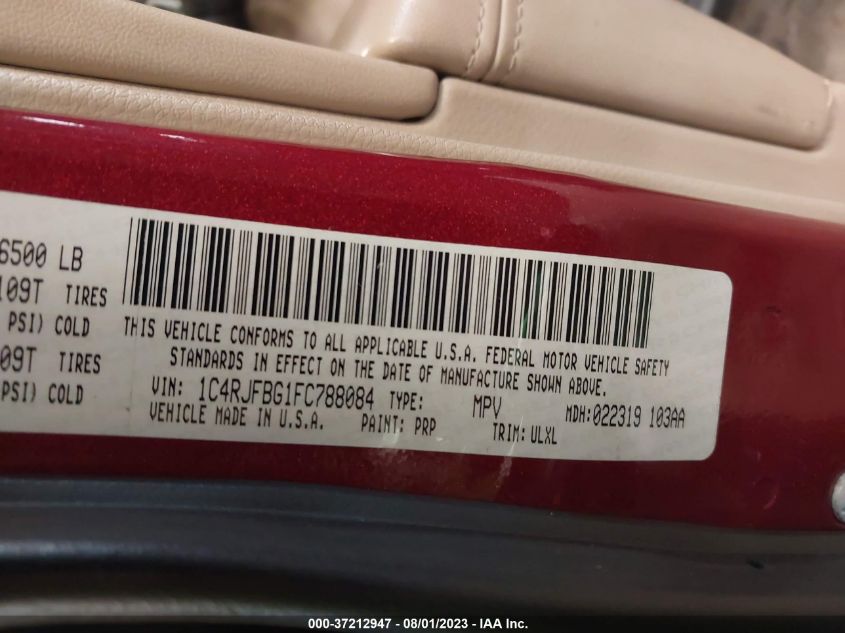 6500 LB
109T TIRES
PSI) COLD
09T TIRES
PSI) COLD
THIS VEHICLE CONFORMS TO ALL APPLICABLE U.S.A. FEDERAL MOTOR VEHICLE SAFETY
STANDARDS IN EFFECT ON THE DATE OF MANUFACTURE SHOWN ABOVE.
VIN: 1C4RJFBG1FC788084 TYPE: MPV MDH:022319 103AA
VEHICLE MADE IN U.S.A. PAINT: PRP TRIM: ULXL
000-37212947 - 08/01/2023 - IAA Inc.